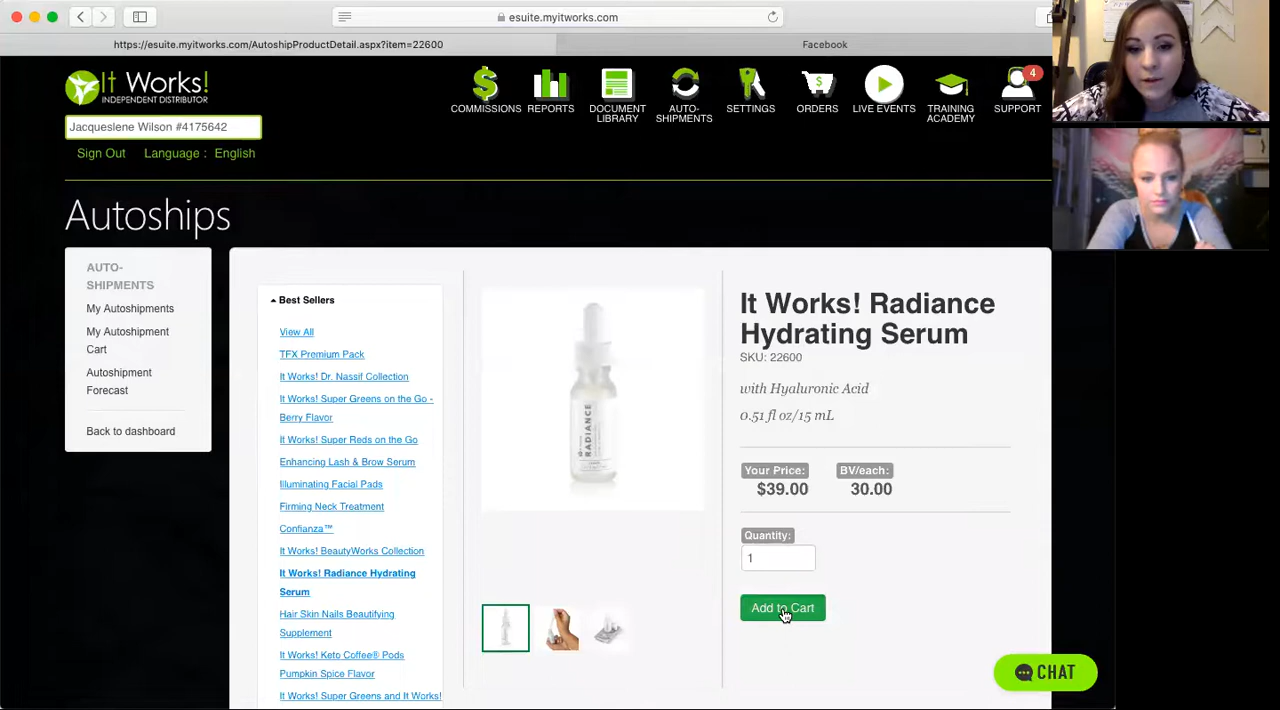 esuite.myitworks.com
https://esuite.myitworks.com/AutoshipProductDetail.aspx?item=22600
Facebook
It Works!
INDEPENDENT DISTRIBUTOR
COMMISSIONS
REPORTS
DOCUMENT
LIBRARY
AUTO-
SHIPMENTS
SETTINGS
ORDERS
LIVE EVENTS
TRAINING
ACADEMY
4
SUPPORT
Jacqueslene Wilson #4175642
Sign Out
Language :
English
Autoships
AUTO-
SHIPMENTS
My Autoshipments
My Autoshipment
Cart
Autoshipment
Forecast
Back to dashboard
Best Sellers
View All
TFX Premium Pack
It Works! Dr. Nassif Collection
It Works! Super Greens on the Go -
Berry Flavor
It Works! Super Reds on the Go
Enhancing Lash & Brow Serum
Illuminating Facial Pads
Firming Neck Treatment
Confianza™
It Works! BeautyWorks Collection
It Works! Radiance Hydrating
Serum
Hair Skin Nails Beautifying
Supplement
It Works! Keto Coffee® Pods
Pumpkin Spice Flavor
It Works! Super Greens and It Works!
RADIANCE
It Works! Radiance
Hydrating Serum
SKU: 22600
with Hyaluronic Acid
0.51 fl oz/15 mL
Your Price:
$39.00
BV/each:
30.00
Quantity:
1
Add to Cart
CHAT